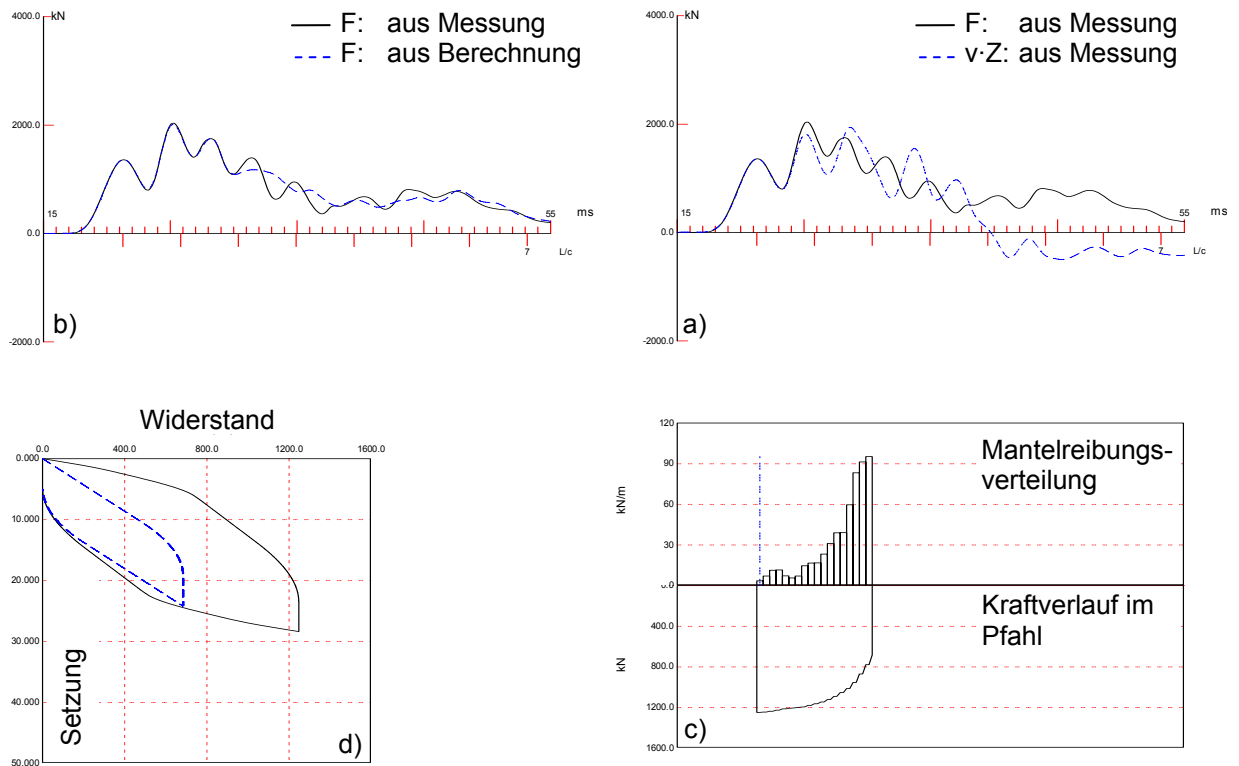 4000.0
kN
F: aus Messung
F: aus Berechnung
2000.0
15
55
ms
0.0
7
L/c
b)
-2000.0
4000.0
kN
F: aus Messung
v·Z: aus Messung
2000.0
15
55
ms
0.0
7
L/c
a)
-2000.0
Widerstand
0.0
400.0
800.0
1200.0
1600.0
0.000
10.000
20.000
30.000
40.000
50.000
Setzung
d)
120
90
60
30
kN/m
Mantelreibungs-
verteilung
400.0
800.0
1200.0
1600.0
kN
Kraftverlauf im
Pfahl
c)